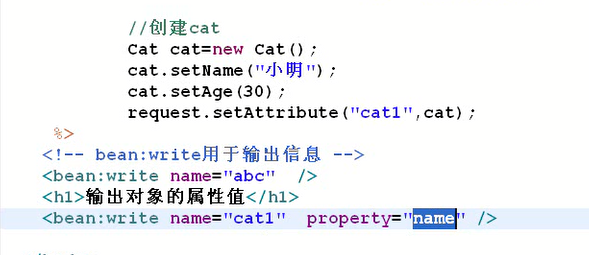 //创建cat
Cat cat=new Cat();
cat.setName("小明");
cat.setAge(30);
request.setAttribute("cat1",cat);
%>
<!-- bean:write用于输出信息 -->
<bean:write name="abc"  />
<h1>输出对象的属性值</h1>
<bean:write name="cat1"  property="name" />